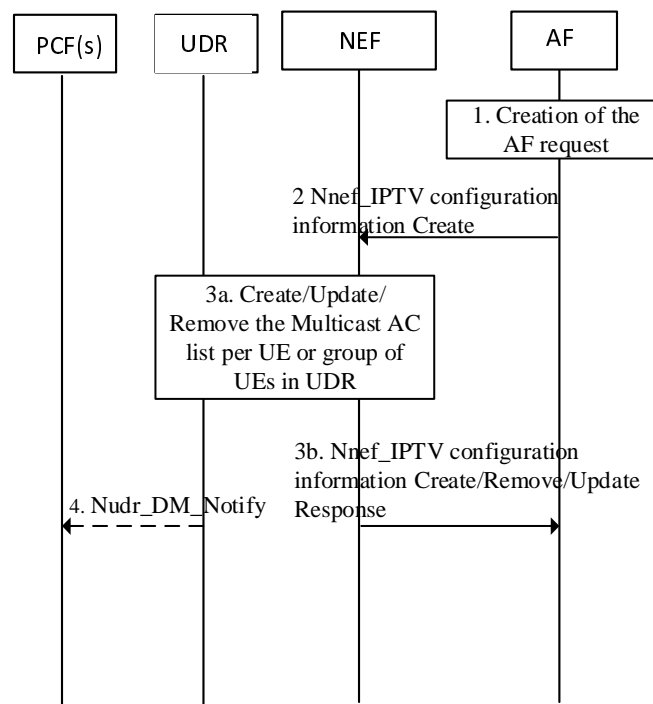 PCF(s)
UDR
NEF
AF
1. Creation of the
AF request
2 Nnef_IPTV configuration
information Create
3a. Create/Update/
Remove the Multicast AC
list per UE or group of
UEs in UDR
3b. Nnef_IPTV configuration
information Create/Remove/Update
Response
4. Nudr_DM_Notify